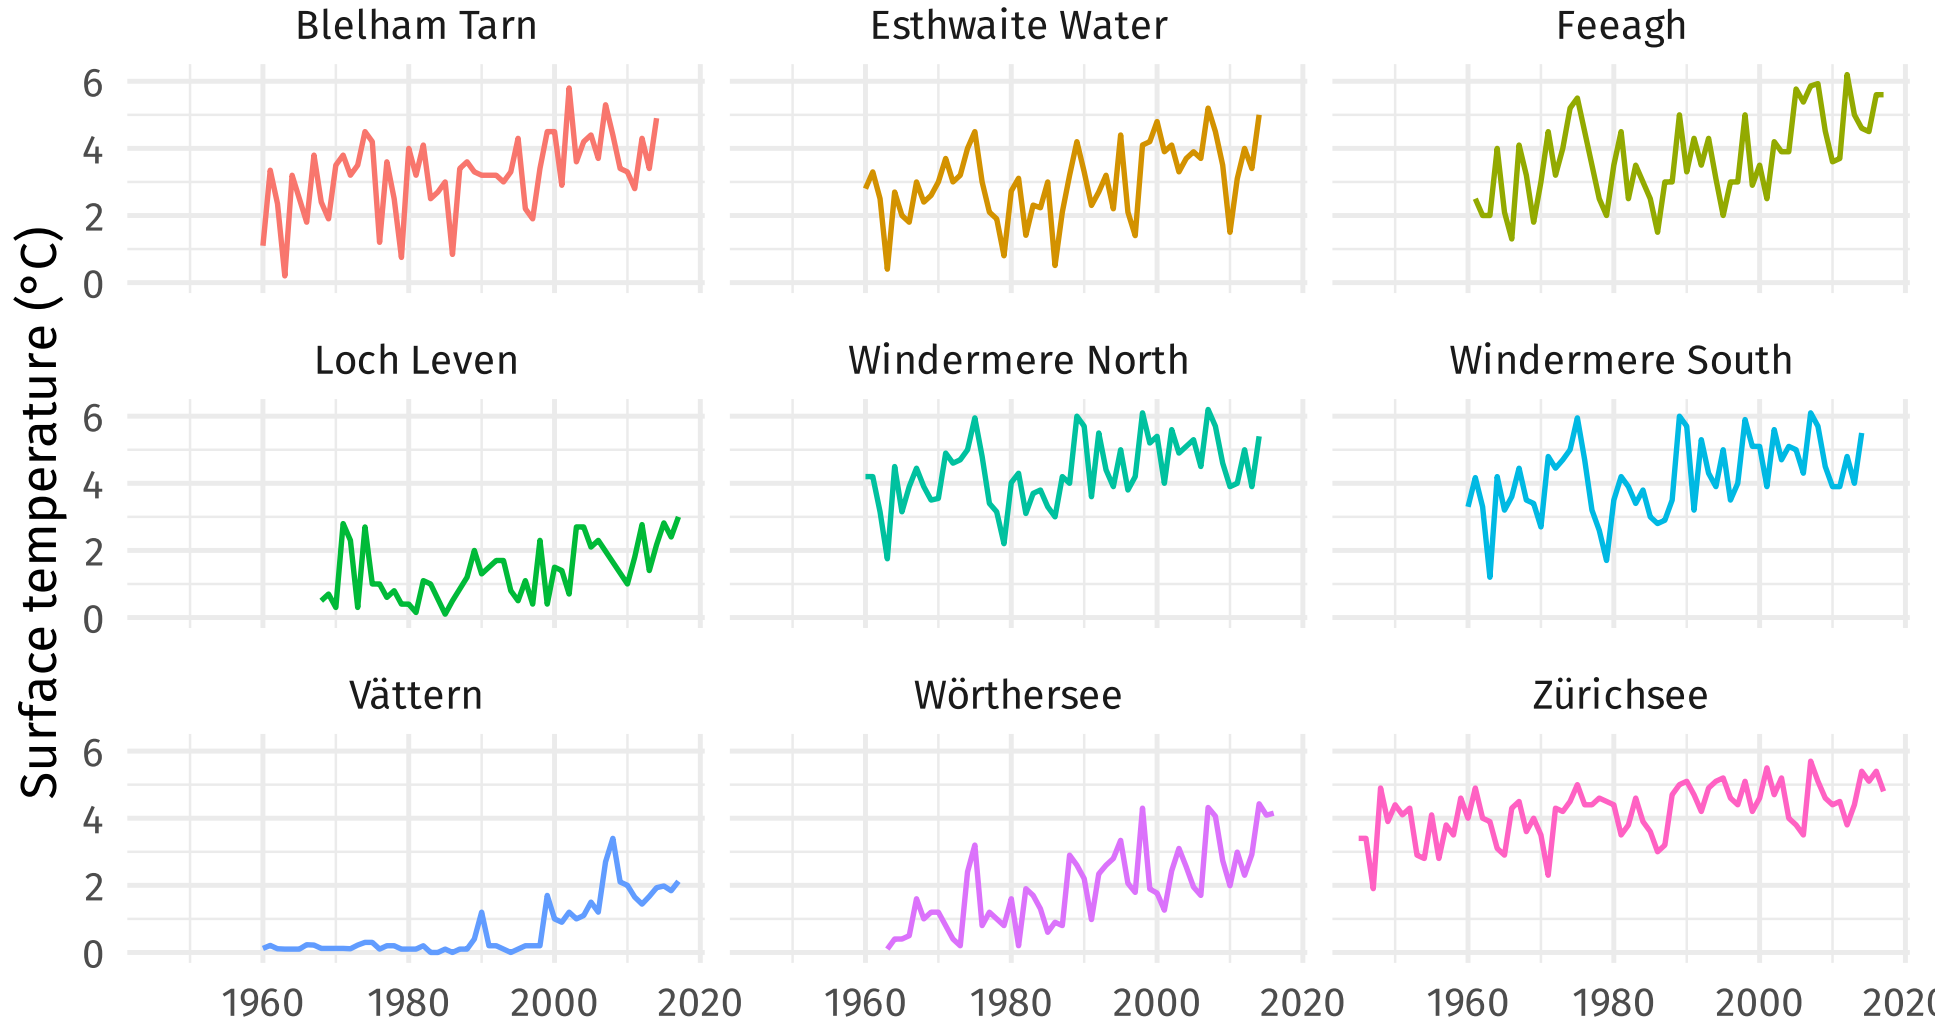 Blelham Tarn
Esthwaite Water
Feeagh
6
4
2
0
Loch Leven
Windermere North
Windermere South
6
4
2
0
Vättern
Wörthersee
Zürichsee
6
4
2
0
1960 1980 2000 2020
1960 1980 2000 2020
1960 1980 2000 2020
Surface temperature (°C)